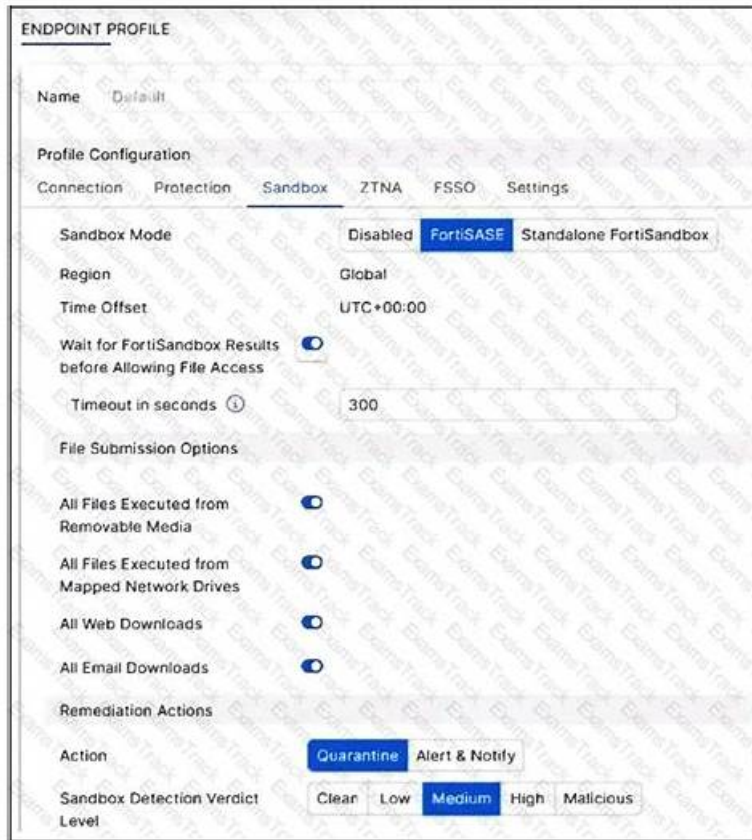 ENDPOINT PROFILE
Name Default
Profile Configuration
Connection Protection Sandbox ZTNA FSSO Settings
Sandbox Mode Disabled FortiSASE Standalone FortiSandbox
Region Global
Time Offset UTC+00:00
Wait for FortiSandbox Results
before Allowing File Access
Timeout in seconds 300
File Submission Options
All Files Executed from
Removable Media
All Files Executed from
Mapped Network Drives
All Web Downloads
All Email Downloads
Remediation Actions
Action Quarantine Alert & Notify
Sandbox Detection Verdict
Level Clean Low Medium High Malicious
ExamsTrack